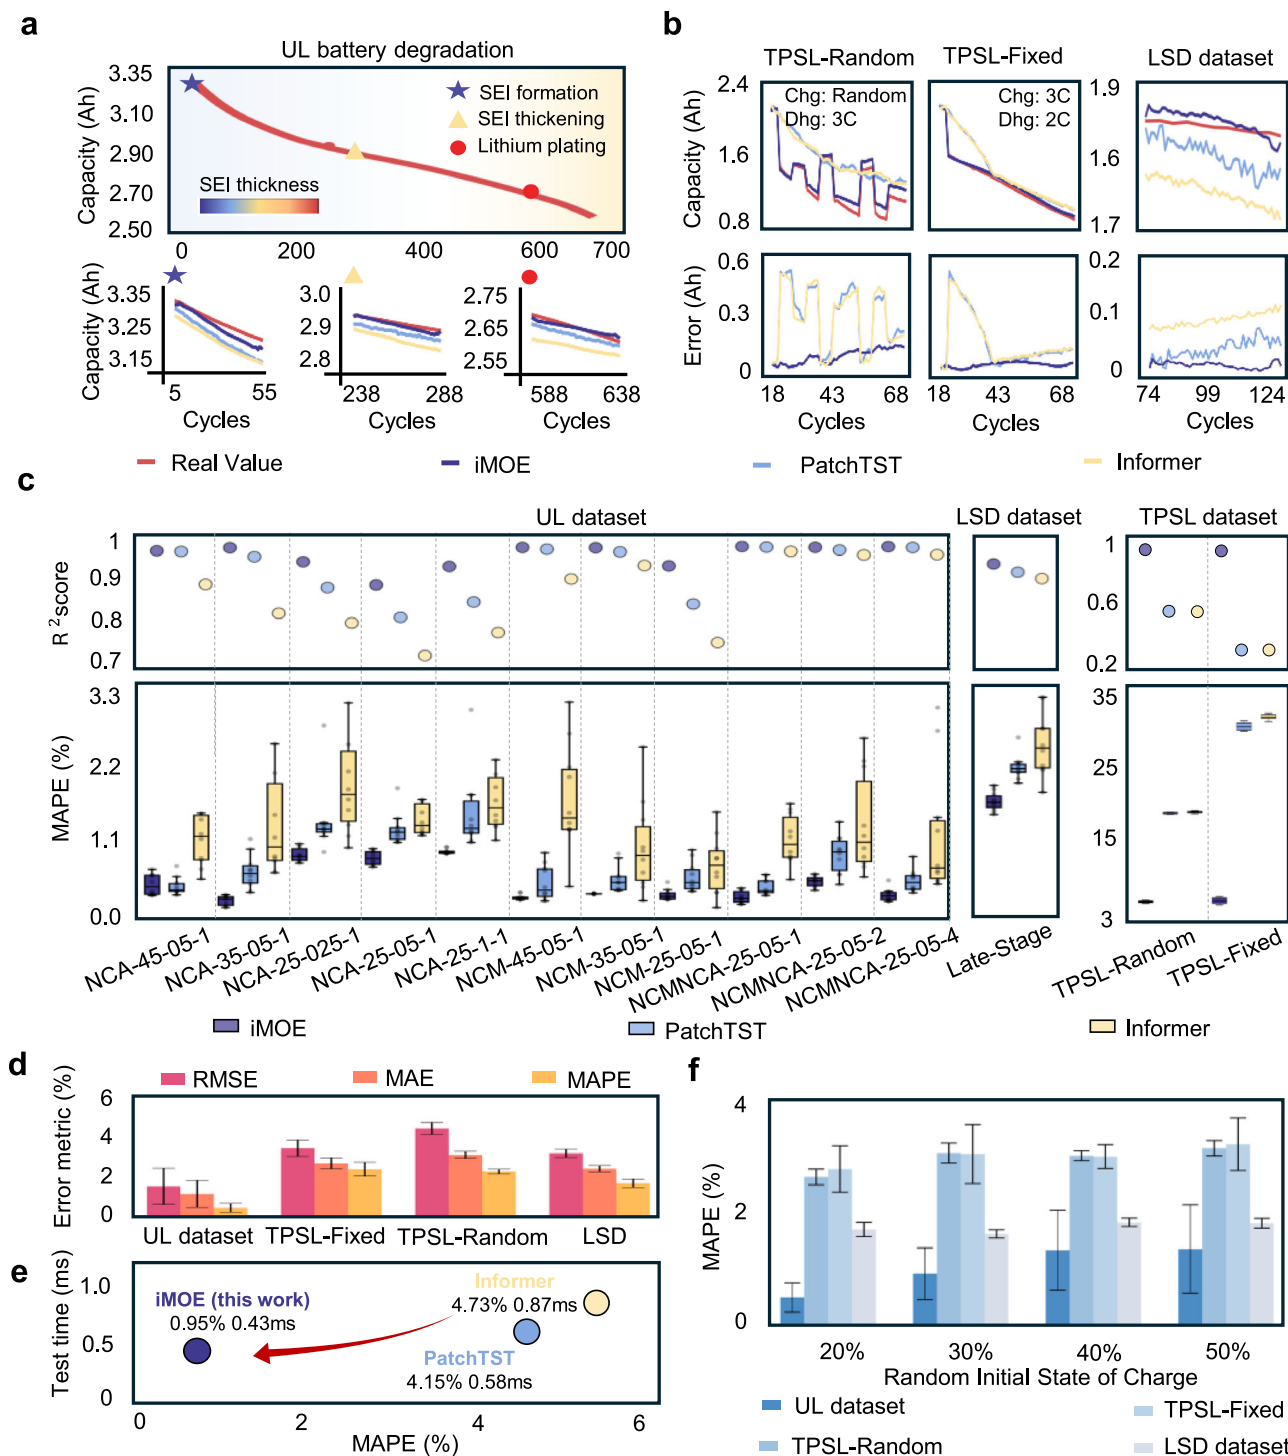 a
UL battery degradation
Capacity (Ah)
3.35
3.10
2.90
2.70
2.50
SEI formation
SEI thickening
Lithium plating
SEI thickness
0 200 400 600 700
Capacity (Ah)
3.35
3.25
3.15
5 55
Cycles
3.0
2.9
2.8
238 288
Cycles
2.75
2.65
2.55
588 638
Cycles
b
TPSL-Random
TPSL-Fixed
LSD dataset
Capacity (Ah)
2.4
1.6
0.8
Chg: Random
Dhg: 3C
Chg: 3C
Dhg: 2C
1.9
1.6
1.7
Error (Ah)
0.6
0.3
0
0.2
0.1
0
18 43 68
Cycles
18 43 68
Cycles
74 99 124
Cycles
Real Value
iMOE
PatchTST
Informer
c
UL dataset
LSD dataset
TPSL dataset
R2 score
1
0.9
0.8
0.7
1
0.6
0.2
MAPE (%)
3.3
2.2
1.1
0.0
35
25
15
3
NCA-45-05-1
NCA-35-05-1
NCA-25-025-1
NCA-25-05-1
NCA-25-1-1
NCM-45-05-1
NCM-35-05-1
NCM-25-05-1
NCMNCA-25-05-1
NCMNCA-25-05-2
NCMNCA-25-05-4
Late-Stage
TPSL-Random
TPSL-Fixed
iMOE
PatchTST
Informer
d
RMSE
MAE
MAPE
Error metric (%)
6
4
2
0
UL dataset
TPSL-Fixed
TPSL-Random
LSD
e
Test time (ms)
1.0
0.5
0
iMOE (this work)
0.95% 0.43ms
Informer
4.73% 0.87ms
PatchTST
4.15% 0.58ms
0 2 4 6
MAPE (%)
f
MAPE (%)
4
2
0
20% 30% 40% 50%
Random Initial State of Charge
UL dataset
TPSL-Random
TPSL-Fixed
LSD dataset